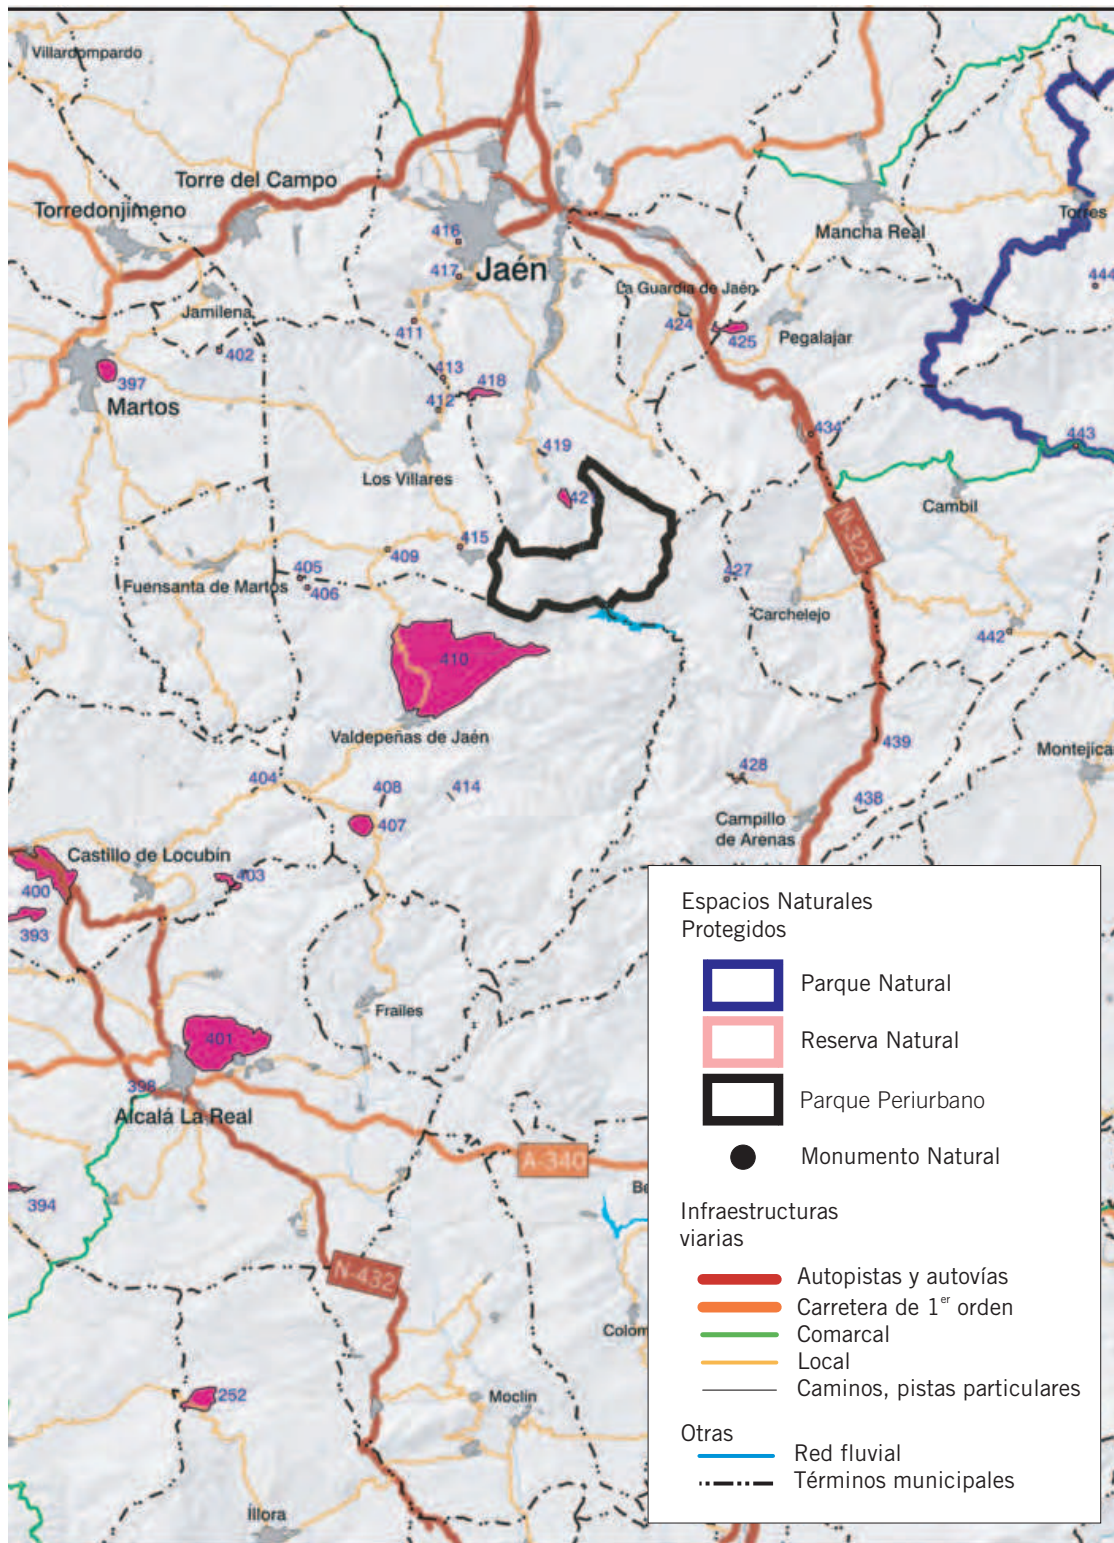 Villardompardo
Torre del Campo
Torredonjimeno
Torres
Mancha Real
416
Jaén
417
444
La Guardia de Jaén
Jamilena
411
424
425
Pegalajar
402
413
418
397
412
Martos
434
443
419
Los Villares
Cambil
421
N-323
415
409
405
427
Fuensanta de Martos
406
Carchelejo
442
410
Valdepeñas de Jaén
439
Montejíca
404
408
414
428
438
407
Campillo
de Arenas
Castillo de Locubín
400
403
393
Frailes
401
398
Alcalá La Real
A-340
Be
394
N-432
Colom
252
Moclín
Íllora
Espacios Naturales
Protegidos
Parque Natural
Reserva Natural
Parque Periurbano
Monumento Natural
Infraestructuras
viarias
Autopistas y autovías
Carretera de 1er orden
Comarcal
Local
Caminos, pistas particulares
Otras
Red fluvial
Términos municipales